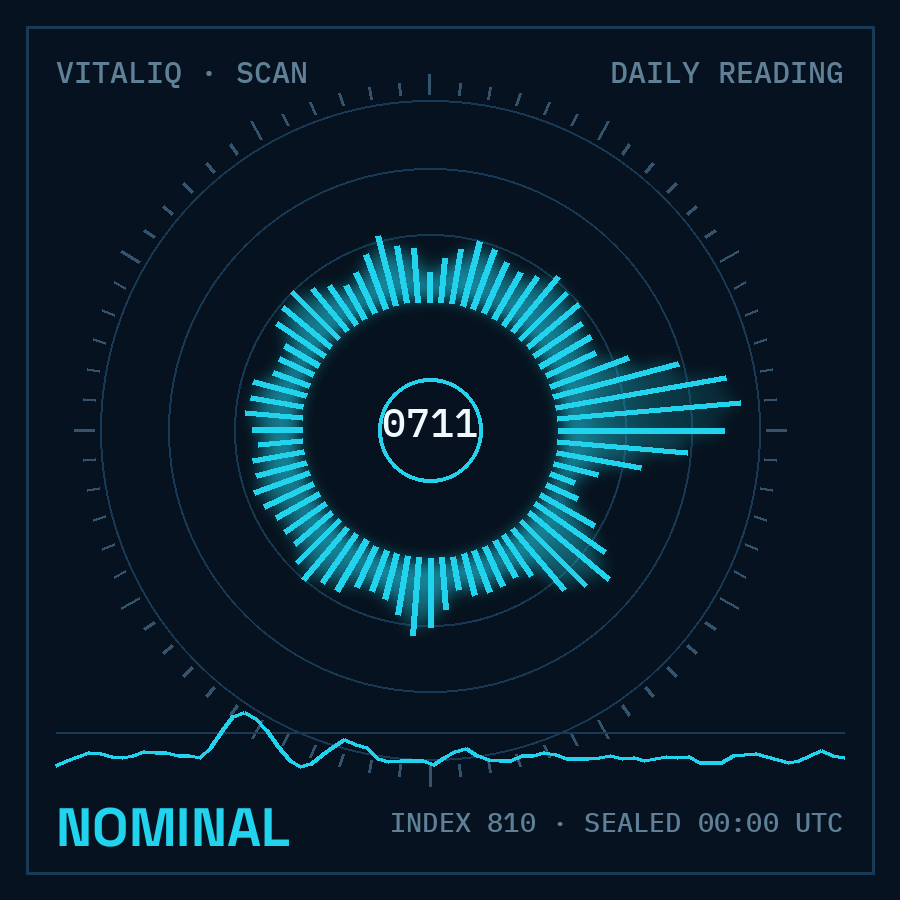 VITALIQ · SCAN
DAILY READING
0711
NOMINAL
INDEX 810 · SEALED 00:00 UTC